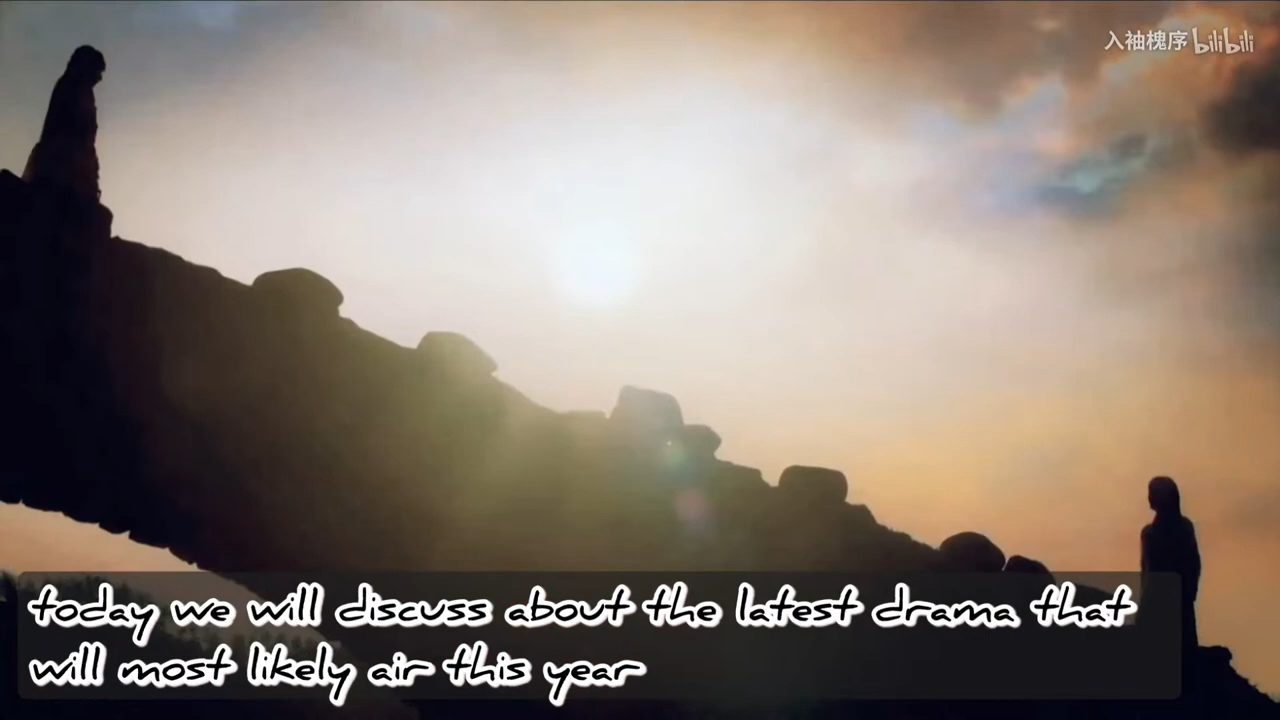 入袖槐序 bilibili
today we will discuss about the latest drama that
will most likely air this year